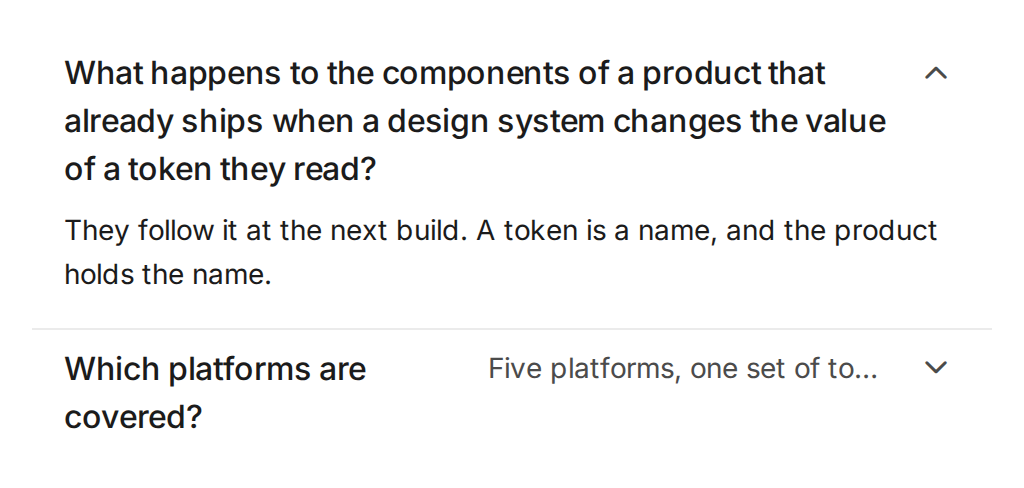 What happens to the components of a product that
already ships when a design system changes the value
of a token they read?
They follow it at the next build. A token is a name, and the product
holds the name.
Which platforms are
covered?
Five platforms, one set of to...